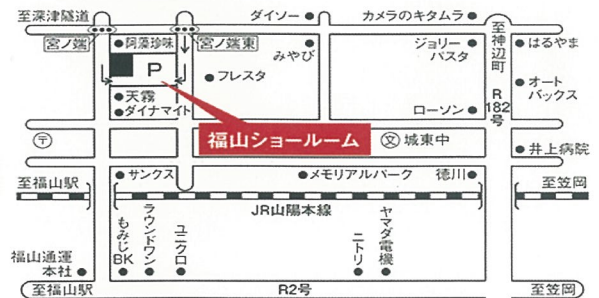 至深津隧道
ダイソー
カメラのキタムラ
宮ノ端
阿藻珍味
宮ノ端東
みやび
ジョリー
パスタ
至神辺町
はるやま
P
フレスタ
オート
バックス
天霧
ダイナマイト
ローソン
R
182
号
福山ショールーム
〒
文
城東中
井上病院
サンクス
メモリアルパーク
徳川
至福山駅
至笠岡
JR山陽本線
もみじBK
ラウンドワン
ユニクロ
ニトリ
ヤマダ電機
福山通運
本社
至福山駅
R2号
至笠岡